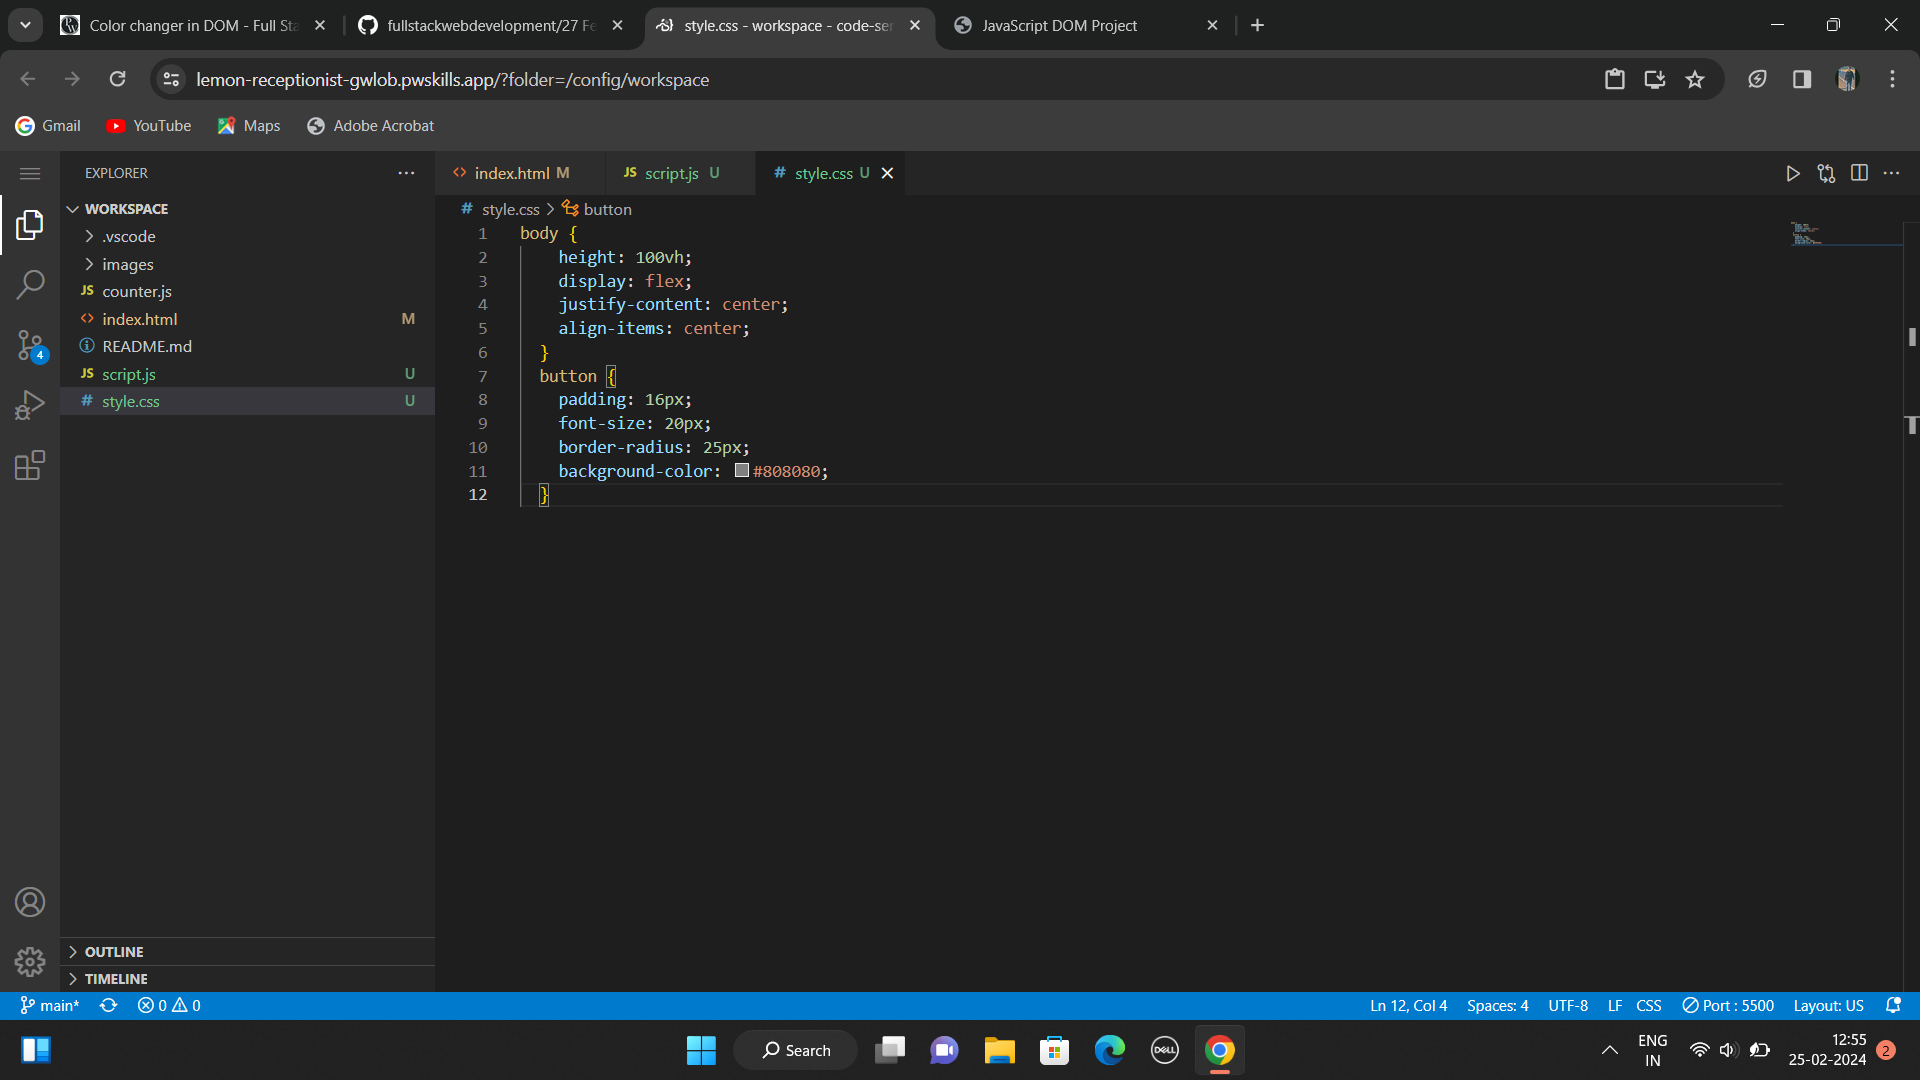 Color changer in DOM - Full Sta
fullstackwebdevelopment/27 Fe
style.css - workspace - code-ser
JavaScript DOM Project
lemon-receptionist-gwlob.pwskills.app/?folder=/config/workspace
Gmail
YouTube
Maps
Adobe Acrobat
EXPLORER
WORKSPACE
.vscode
images
JS counter.js
<> index.html M
README.md
JS script.js U
# style.css U
OUTLINE
TIMELINE
4
<> index.html M
JS script.js U
# style.css U
# style.css > button
1 body {
2 height: 100vh;
3 display: flex;
4 justify-content: center;
5 align-items: center;
6 }
7 button {
8 padding: 16px;
9 font-size: 20px;
10 border-radius: 25px;
11 background-color: #808080;
12 }
main* 0 0 Ln 12, Col 4 Spaces: 4 UTF-8 LF CSS Port : 5500 Layout: US
Search
DELL
ENG
IN
12:55
25-02-2024
2